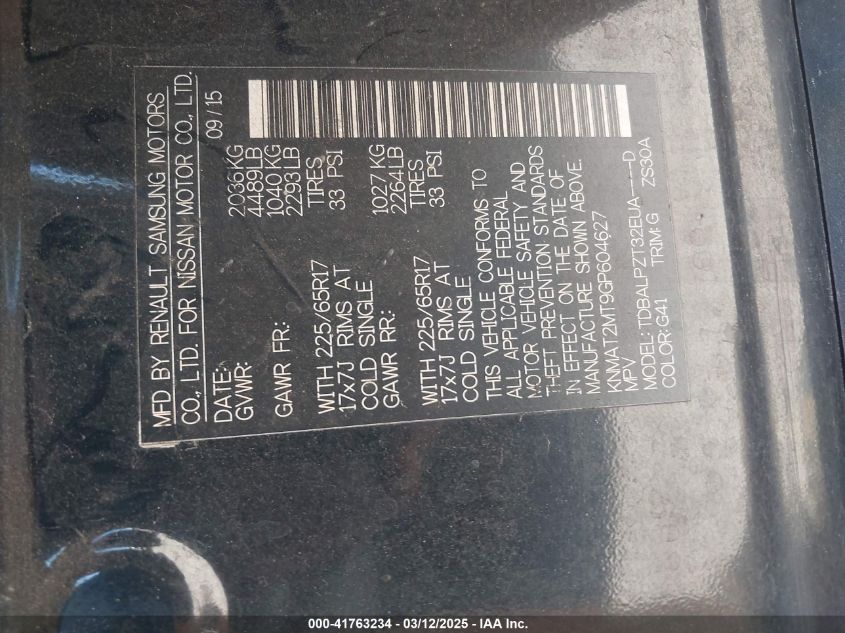 MFD BY RENAULT SAMSUNG MOTORS
CO., LTD. FOR NISSAN MOTOR CO., LTD.
DATE: 09/15
GVWR: 2036KG
4489LB
GAWR FR: 1040KG
2293LB
WITH 225/65R17 TIRES
17x7J RIMS AT 33 PSI
COLD SINGLE
GAWR RR: 1027KG
2264LB
WITH 225/65R17 TIRES
17x7J RIMS AT 33 PSI
COLD SINGLE
THIS VEHICLE CONFORMS TO
ALL APPLICABLE FEDERAL
MOTOR VEHICLE SAFETY AND
THEFT PREVENTION STANDARDS
IN EFFECT ON THE DATE OF
MANUFACTURE SHOWN ABOVE.
KNMAT2MT9GP604627
MPV
MODEL: TDBALPZT32EUA----D
COLOR: G41 TRIM: G ZS30A
000-41763234 - 03/12/2025 - IAA Inc.